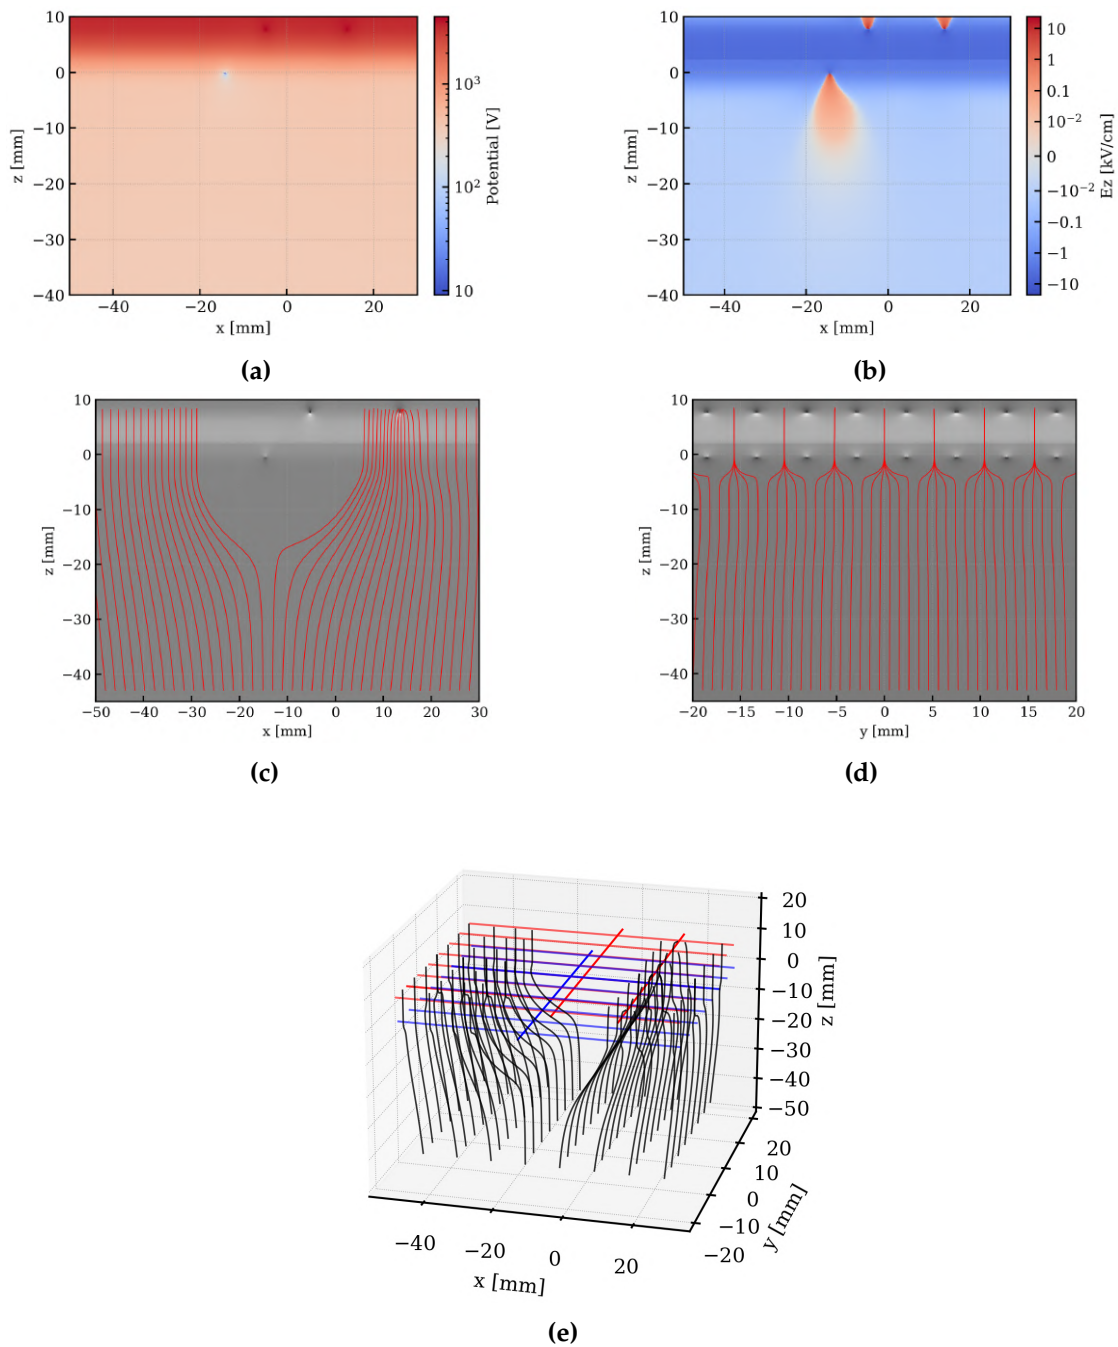 10
0
−10
−20
−30
−40
z [mm]
−40 −20 0 20
x [mm]
10³
10²
10
Potential [V]
(a)
10
0
−10
−20
−30
−40
z [mm]
−40 −20 0 20
x [mm]
10
1
0.1
10⁻²
0
−10⁻²
−0.1
−1
−10
Ez [kV/cm]
(b)
10
0
−10
−20
−30
−40
z [mm]
−50 −40 −30 −20 −10 0 10 20 30
x [mm]
(c)
10
0
−10
−20
−30
−40
z [mm]
−20 −15 −10 −5 0 5 10 15 20
y [mm]
(d)
20
10
0
−10
−20
−30
−40
−50
z [mm]
20
10
0
−10
−20
y [mm]
−40 −20 0 20
x [mm]
(e)